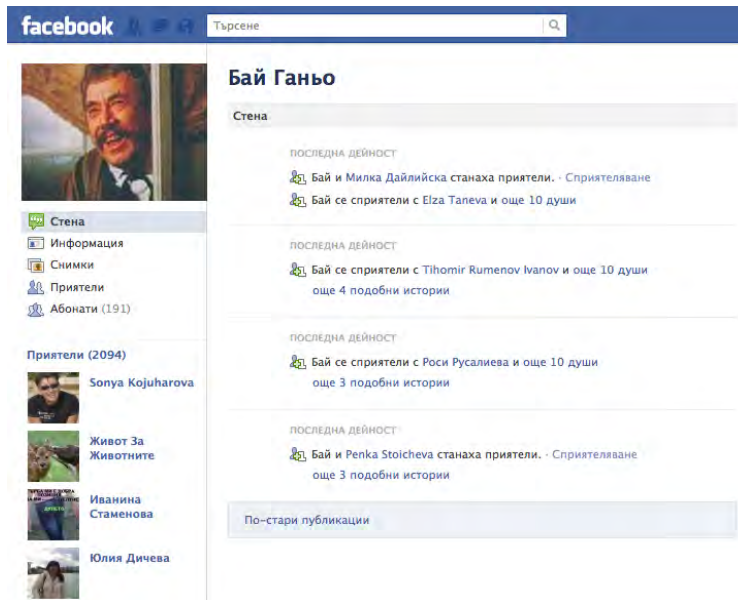 facebook
Търсене
Бай Ганьо
Стена
ПОСЛЕДНА ДЕЙНОСТ
Бай и Милка Дайлийска станаха приятели. · Сприятеляване
Бай се сприятели с Elza Taneva и още 10 души
ПОСЛЕДНА ДЕЙНОСТ
Бай се сприятели с Tihomir Rumenov Ivanov и още 10 души
още 4 подобни истории
ПОСЛЕДНА ДЕЙНОСТ
Бай се сприятели с Роси Русалиева и още 10 души
още 3 подобни истории
ПОСЛЕДНА ДЕЙНОСТ
Бай и Penka Stoicheva станаха приятели. · Сприятеляване
още 3 подобни истории
По-стари публикации
Стена
Информация
Снимки
Приятели
Абонати (191)
Приятели (2094)
Sonya Kojuharova
Живот За
Животните
Иванина
Стаменова
Юлия Дичева